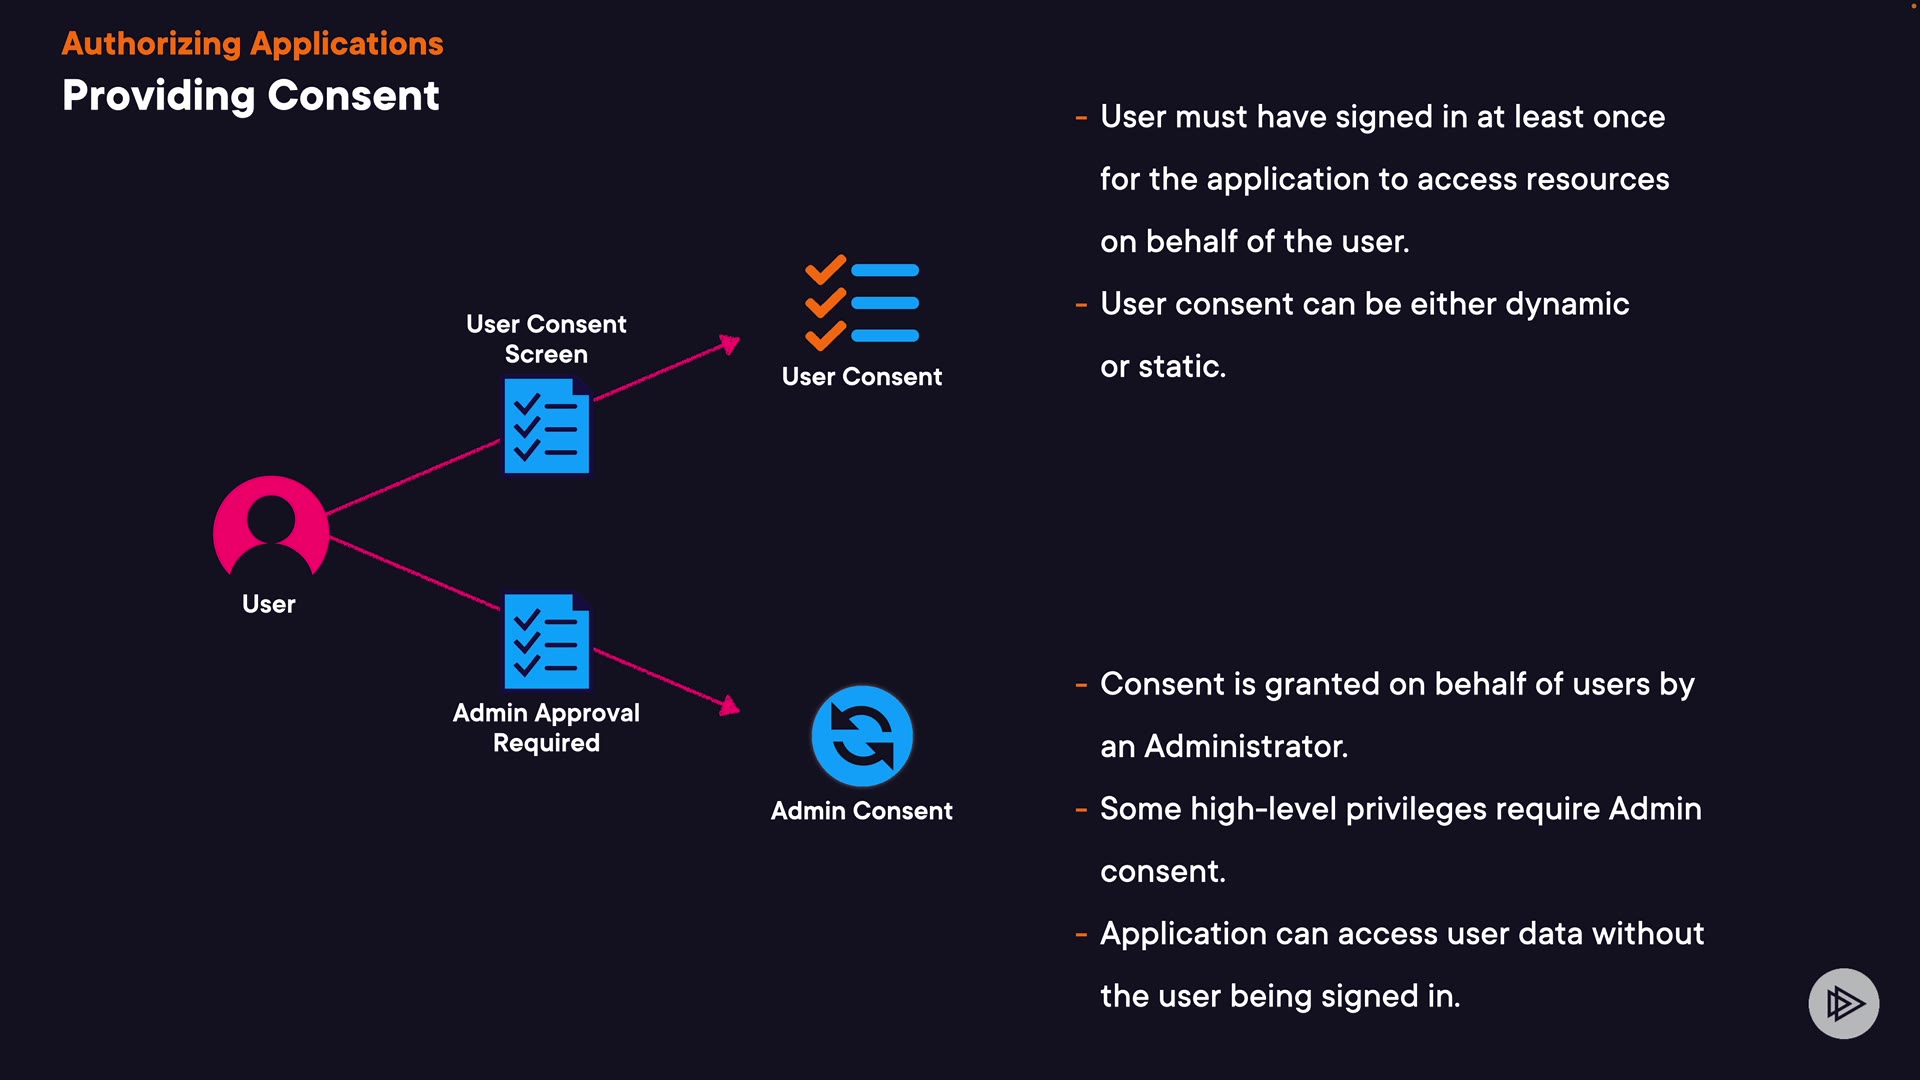 Authorizing Applications
Providing Consent
- User must have signed in at least once
for the application to access resources
on behalf of the user.
- User consent can be either dynamic
or static.
User Consent
Screen
User Consent
User
Admin Approval
Required
Admin Consent
- Consent is granted on behalf of users by
an Administrator.
- Some high-level privileges require Admin
consent.
- Application can access user data without
the user being signed in.